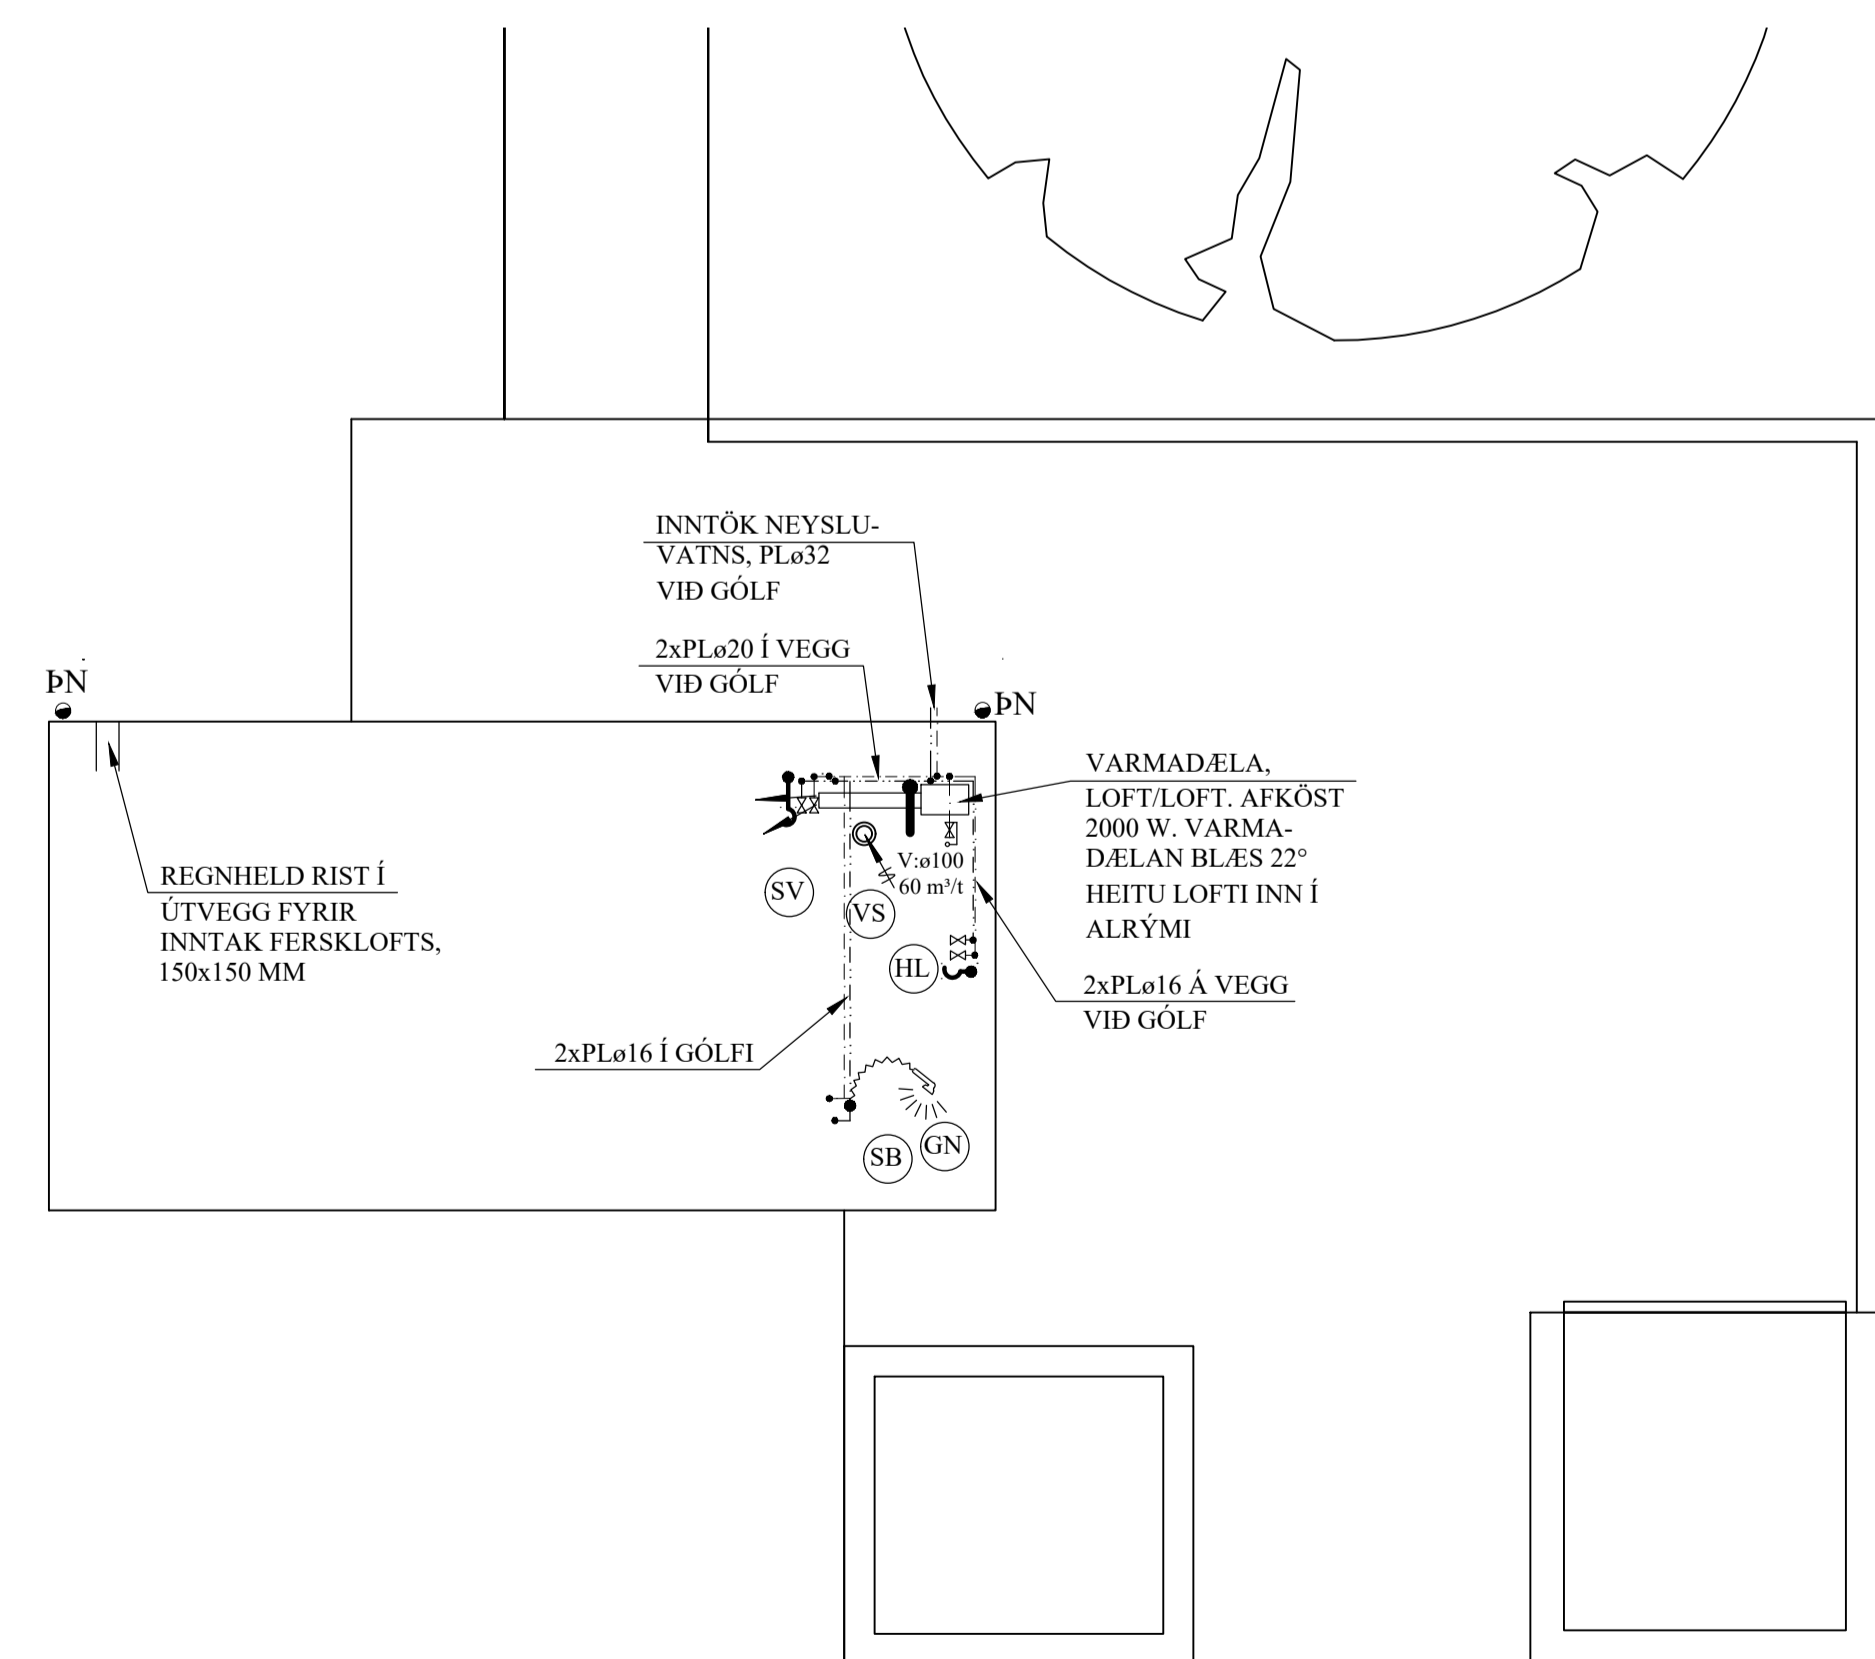 INNTÖK NEYSLU-
VATNS, PLø32
VIÐ GÓLF
2xPLø20 Í VEGG
VIÐ GÓLF
ÞN
ÞN
VARMADÆLA,
LOFT/LOFT. AFKÖST
2000 W. VARMA-
DÆLAN BLÆS 22°
HEITU LOFTI INN Í
ALRÝMI
REGNHELD RIST Í
ÚTVEGG FYRIR
INNTAK FERSKLOFTS,
150x150 MM
V:ø100
60 m³/t
SV
VS
HL
2xPLø16 Á VEGG
VIÐ GÓLF
2xPLø16 Í GÓLFI
SB
GN